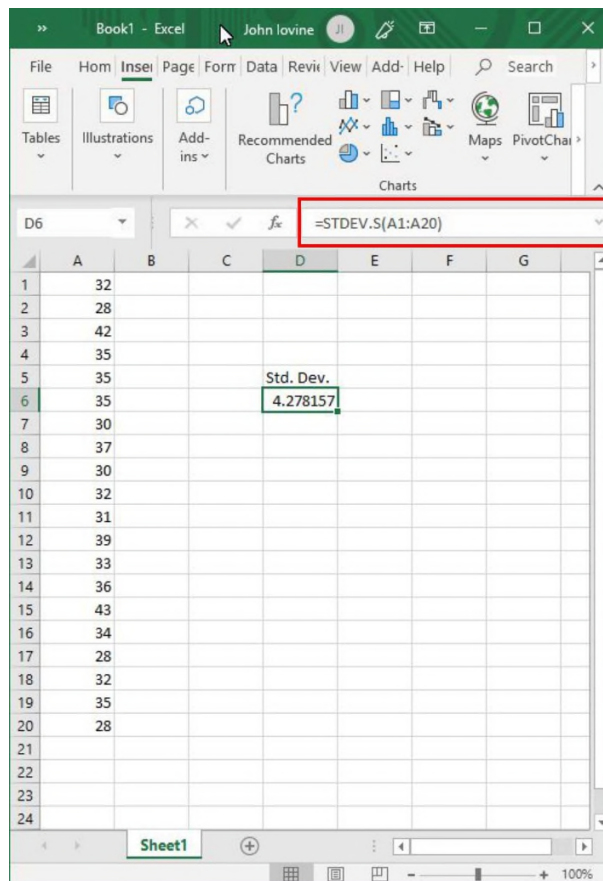 Book1 - Excel
John Iovine
JI
File Hom Inser Page Form Data Revie View Add- Help Search
Tables
Illustrations
Add-
ins
Recommended
Charts
?
Maps
PivotChar
Charts
D6
fx
=STDEV.S(A1:A20)
A B C D E F G
1 32
2 28
3 42
4 35
5 35 Std. Dev.
6 35 4.278157
7 30
8 37
9 30
10 32
11 31
12 39
13 33
14 36
15 43
16 34
17 28
18 32
19 35
20 28
21
22
23
24
Sheet1
100%